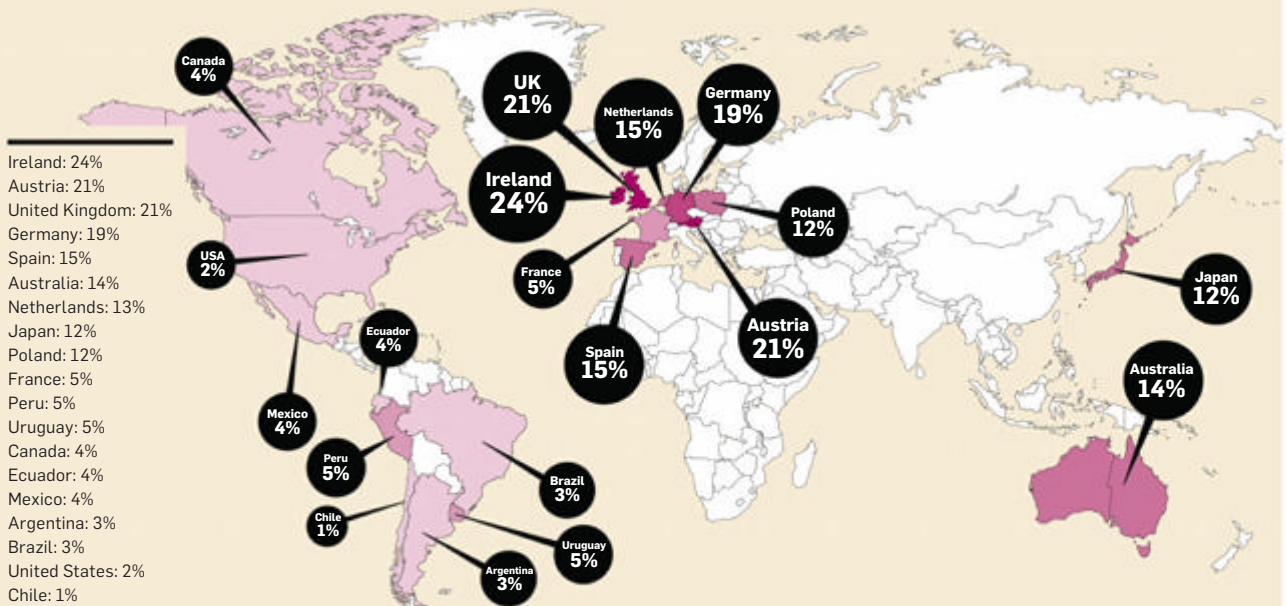 Ireland: 24%
Austria: 21%
United Kingdom: 21%
Germany: 19%
Spain: 15%
Australia: 14%
Netherlands: 13%
Japan: 12%
Poland: 12%
France: 5%
Peru: 5%
Uruguay: 5%
Canada: 4%
Ecuador: 4%
Mexico: 4%
Argentina: 3%
Brazil: 3%
United States: 2%
Chile: 1%
Canada
4%
UK
21%
Netherlands
15%
Germany
19%
Ireland
24%
Poland
12%
USA
2%
France
5%
Japan
12%
Ecuador
4%
Spain
15%
Austria
21%
Australia
14%
Mexico
4%
Peru
5%
Brazil
3%
Chile
1%
Uruguay
5%
Argentina
3%